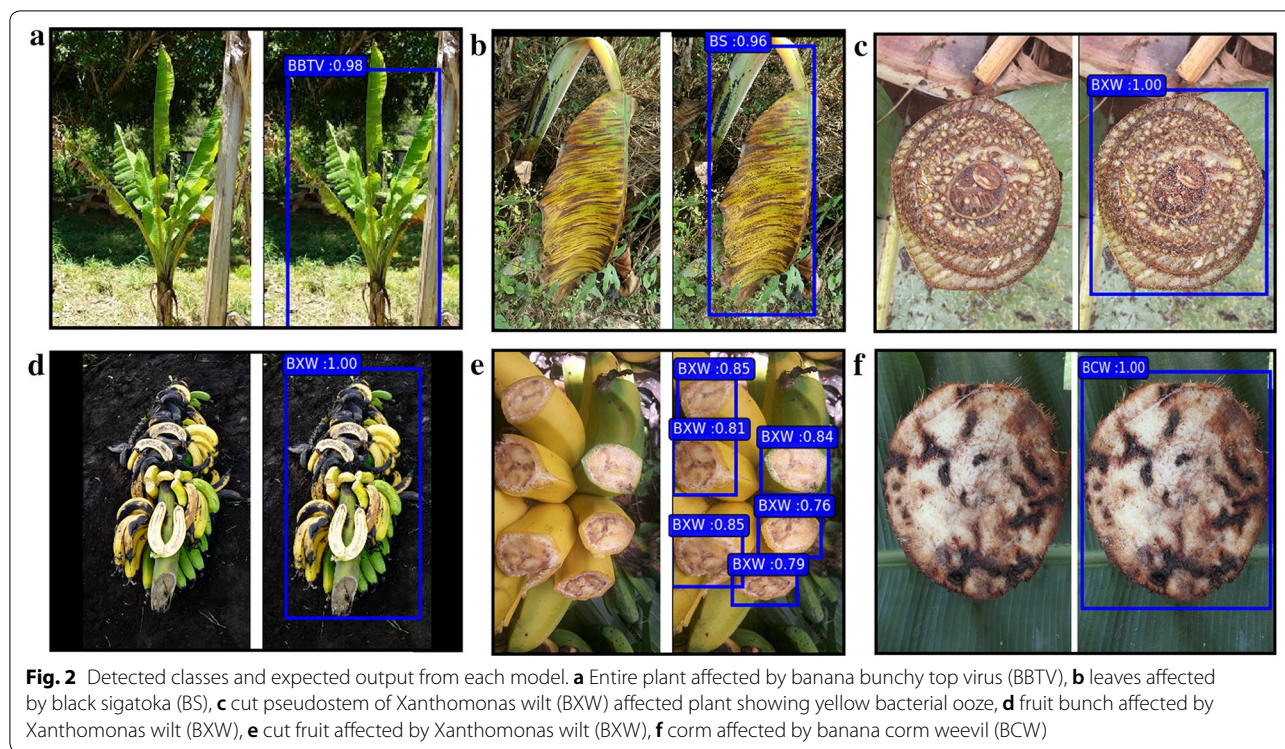 a
BBTV :0.98
b
BS :0.96
c
BXW :1.00
d
BXW :1.00
e
BXW :0.85
BXW :0.81
BXW :0.84
BXW :0.76
BXW :0.85
BXW :0.79
f
BCW :1.00
Fig. 2 Detected classes and expected output from each model. a Entire plant affected by banana bunchy top virus (BBTV), b leaves affected
by black sigatoka (BS), c cut pseudostem of Xanthomonas wilt (BXW) affected plant showing yellow bacterial ooze, d fruit bunch affected by
Xanthomonas wilt (BXW), e cut fruit affected by Xanthomonas wilt (BXW), f corm affected by banana corm weevil (BCW)